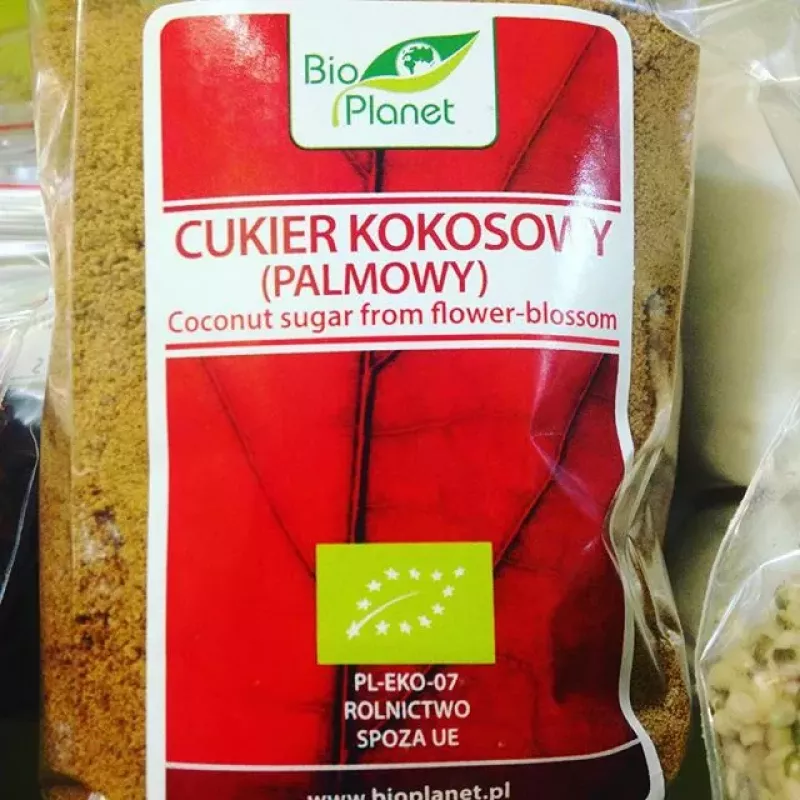 Bio
Planet
CUKIER KOKOSOWY
(PALMOWY)
Coconut sugar from flower-blossom
PL-EKO-07
ROLNICTWO
SPOZA UE
www.bioplanet.pl